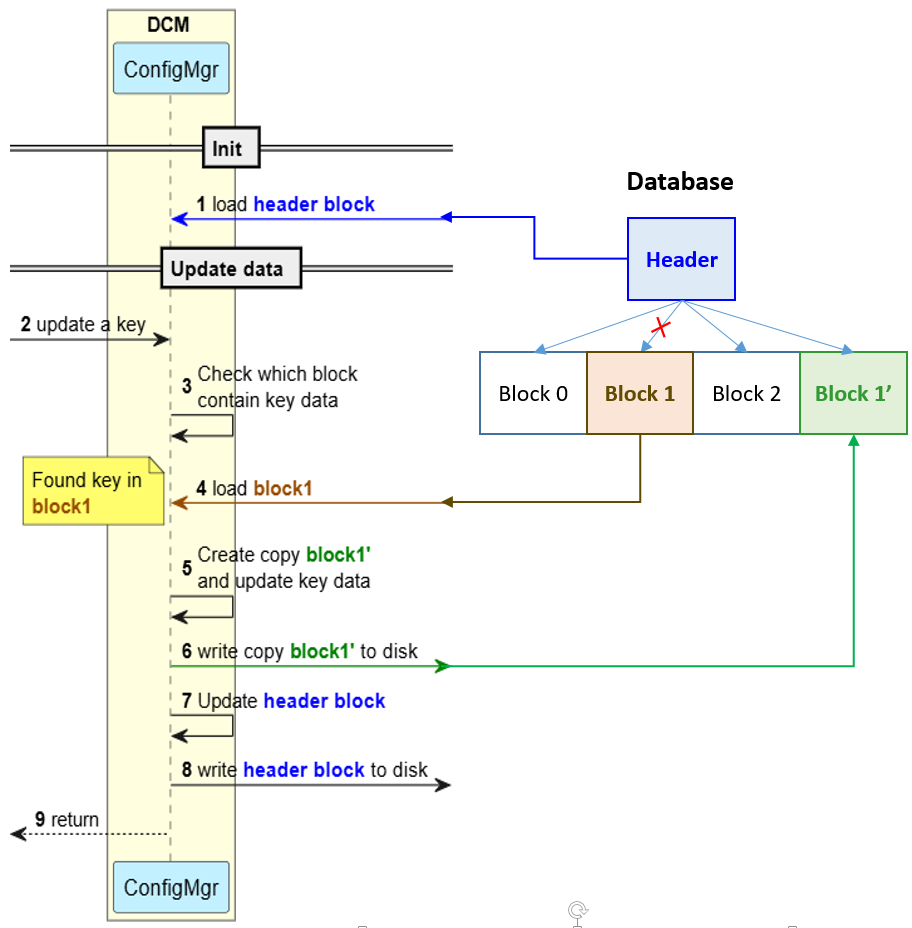 DCM
ConfigMgr
Init
1 load header block
Update data
2 update a key
3 Check which block
contain key data
Found key in
block1
4 load block1
5 Create copy block1'
and update key data
6 write copy block1' to disk
7 Update header block
8 write header block to disk
9 return
ConfigMgr
Database
Header
Block 0
Block 1
Block 2
Block 1’